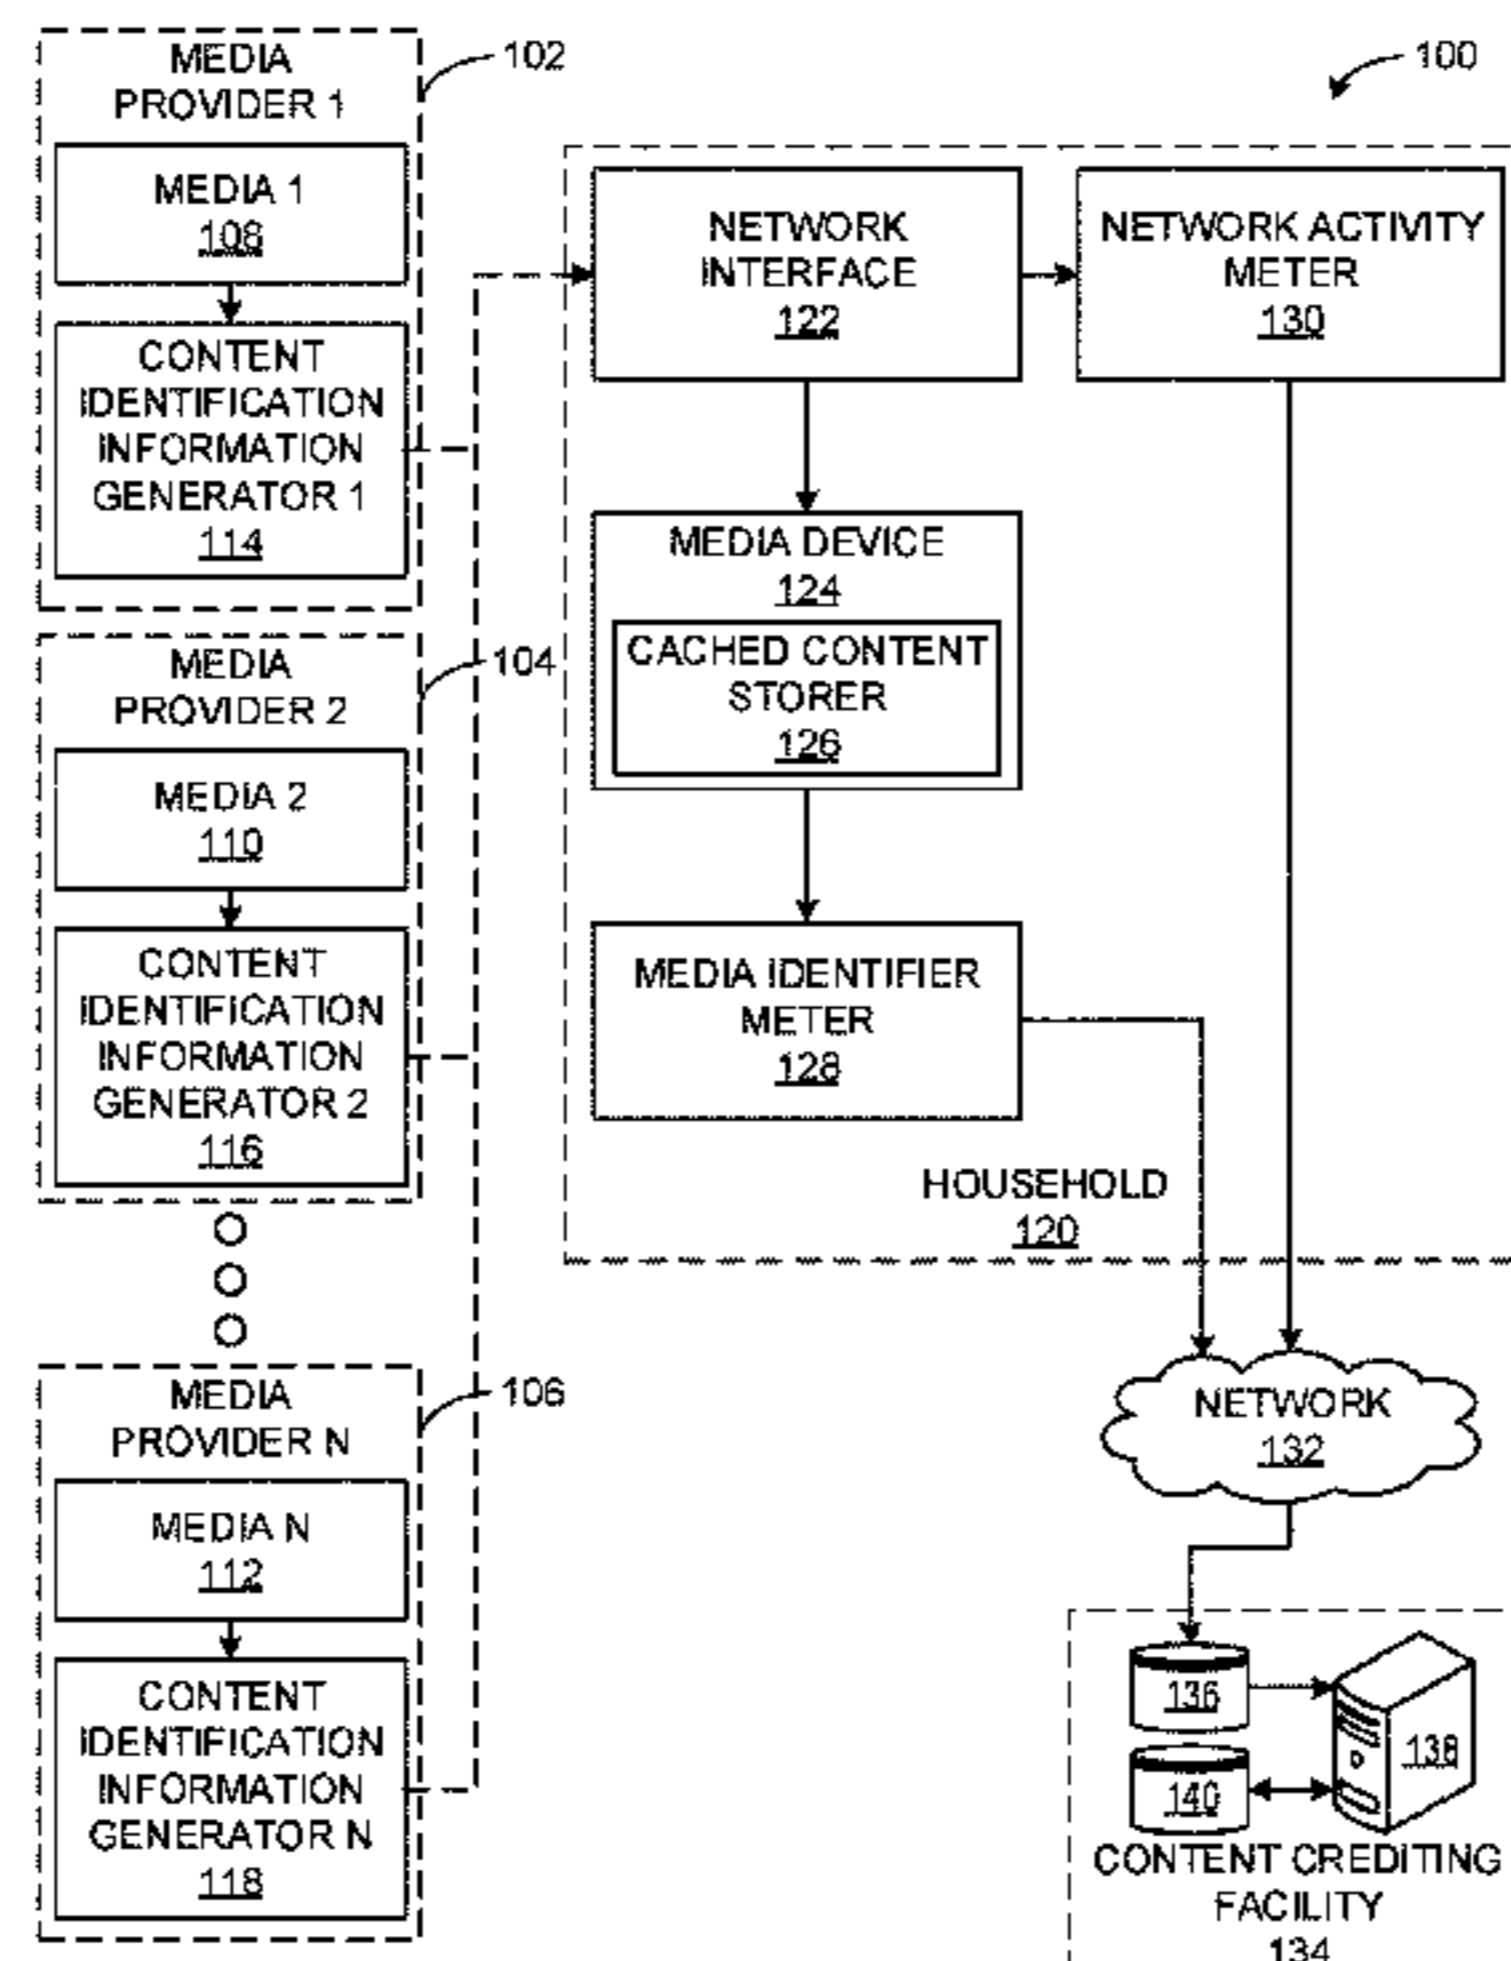 MEDIA
PROVIDER 1
102
MEDIA 1
108
CONTENT
IDENTIFICATION
INFORMATION
GENERATOR 1
114
MEDIA
PROVIDER 2
104
MEDIA 2
110
CONTENT
IDENTIFICATION
INFORMATION
GENERATOR 2
116
MEDIA
PROVIDER N
106
MEDIA N
112
CONTENT
IDENTIFICATION
INFORMATION
GENERATOR N
118
100
NETWORK
INTERFACE
122
NETWORK ACTIVITY
METER
130
MEDIA DEVICE
124
CACHED CONTENT
STORER
126
MEDIA IDENTIFIER
METER
128
HOUSEHOLD
120
NETWORK
132
136
138
140
CONTENT CREDITING
FACILITY
134